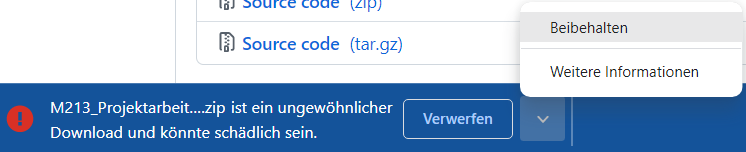 Source code (zip)
Source code (tar.gz)
Beibehalten
Weitere Informationen
M213_Projektarbeit....zip ist ein ungewöhnlicher
Download und könnte schädlich sein.
Verwerfen